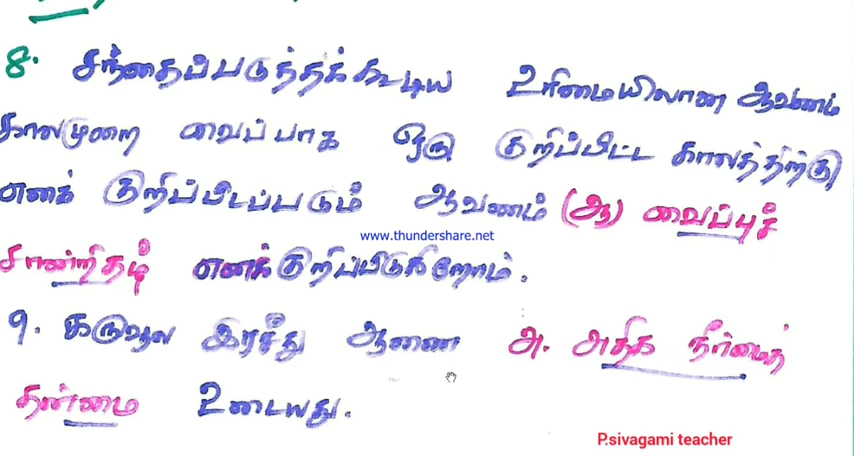 8. சந்தைப்படுத்தக்கூடிய உரிமையிலான ஆவணம்
காலமுறை வைப்பாக ஒரு குறிப்பிட்ட காலத்திற்கு
எனக் குறிப்பிடப்படும் ஆவணம் (ஆ) வைப்புச்
www.thundershare.net
சான்றிதழ் எனக்குறிப்பிடுகிறோம்.
9. கருவூல இரசீது ஆணை அ. அதிக நீர்மைத்
தன்மை உடையது.
P.sivagami teacher